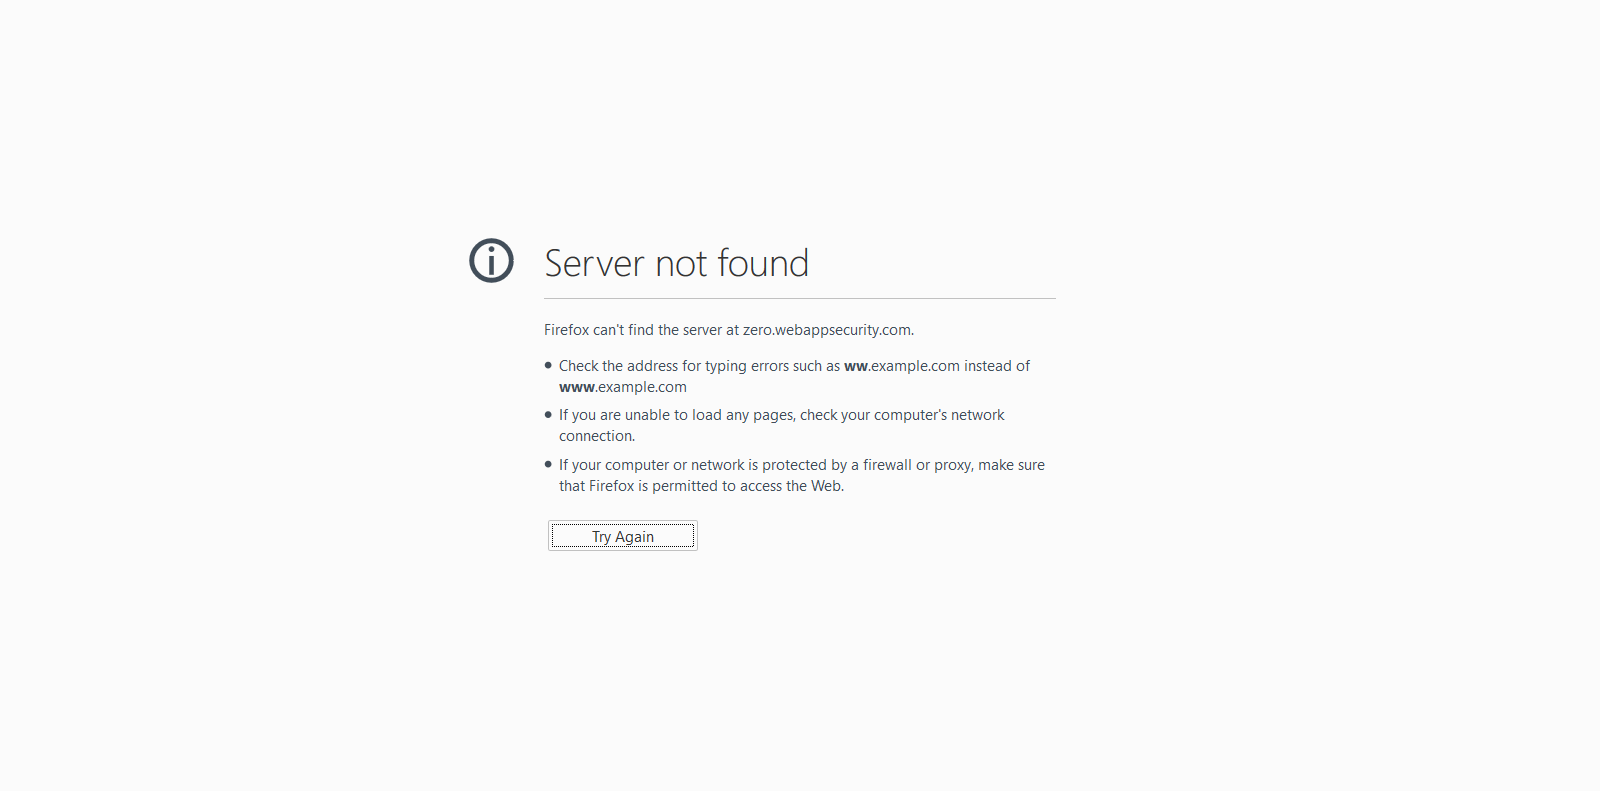 Server not found
Firefox can't find the server at zero.webappsecurity.com.
Check the address for typing errors such as ww.example.com instead of
www.example.com
If you are unable to load any pages, check your computer's network
connection.
If your computer or network is protected by a firewall or proxy, make sure
that Firefox is permitted to access the Web.
Try Again